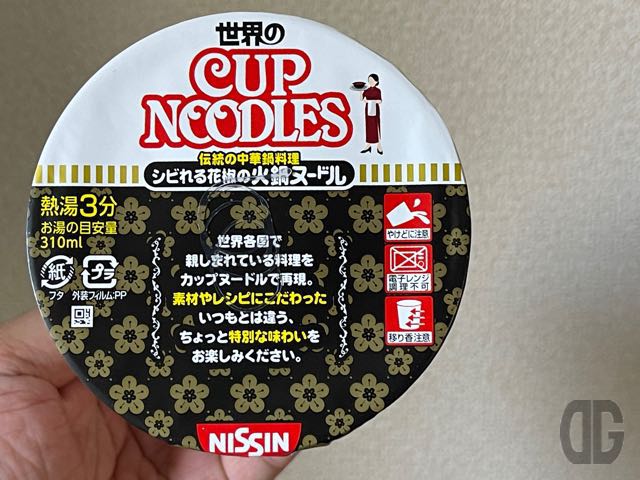 世界の
CUP
NOODLES
伝統の中華鍋料理
シビれる花椒の火鍋ヌードル
熱湯3分
お湯の目安量
310ml
紙
フタ
プラ
外装フィルム:PP
世界各国で
親しまれている料理を
カップヌードルで再現。
素材やレシピにこだわった
いつもとは違う、
ちょっと特別な味わいを
お楽しみください。
やけどに注意
電子レンジ
調理不可
移り香注意
NISSIN
DG